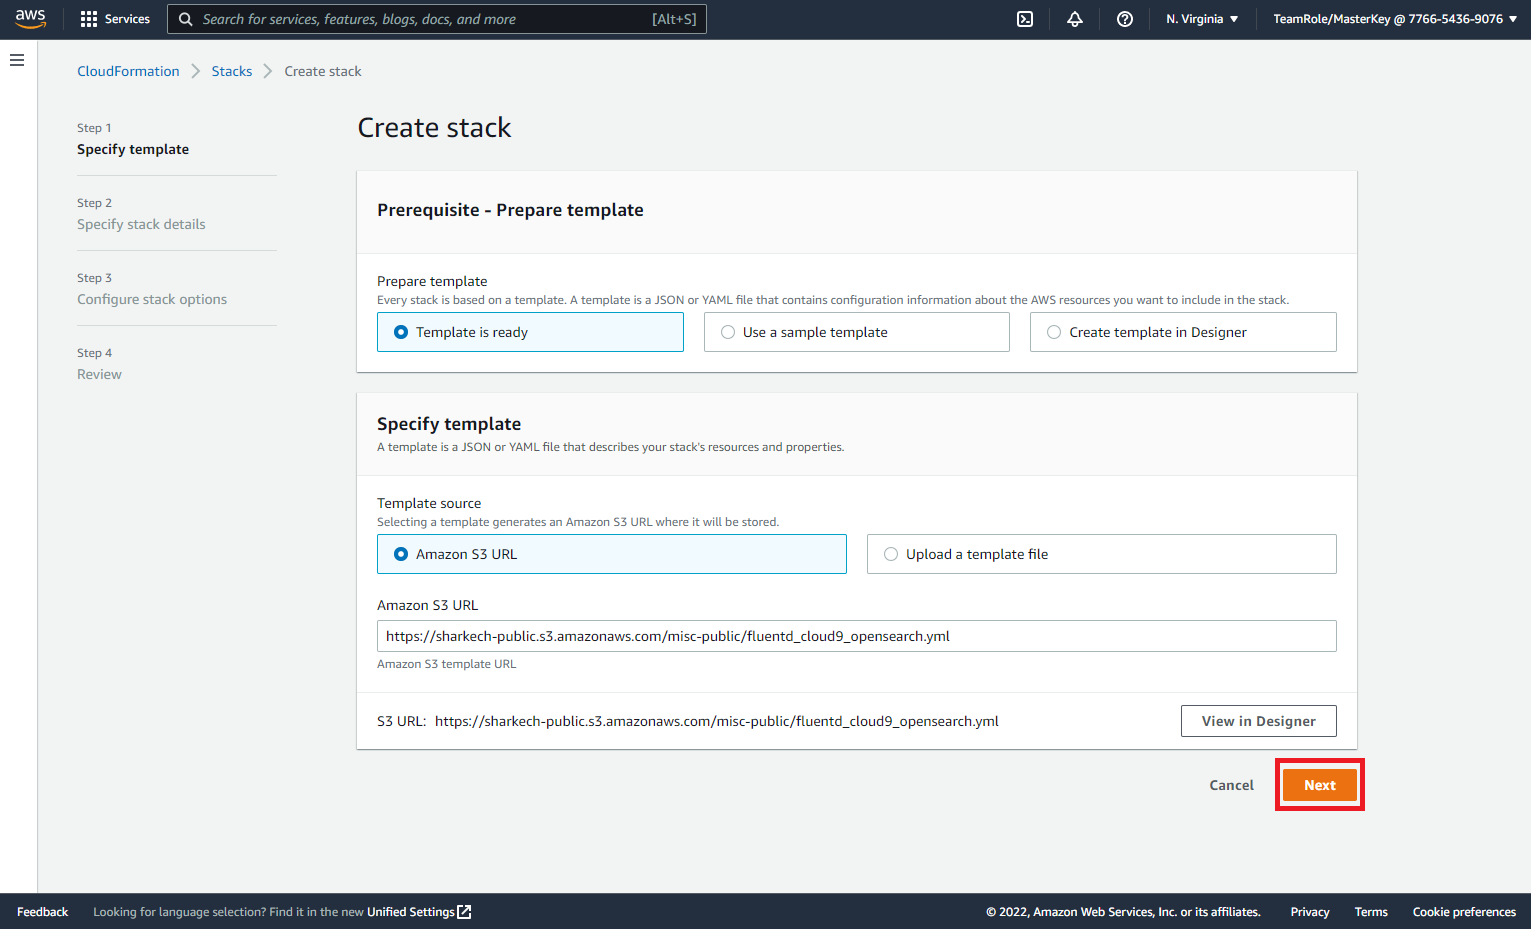 aws Services Search for services, features, blogs, docs, and more [Alt+S] N. Virginia TeamRole/MasterKey @ 7766-5436-9076
CloudFormation Stacks Create stack
Step 1
Specify template
Step 2
Specify stack details
Step 3
Configure stack options
Step 4
Review
Create stack
Prerequisite - Prepare template
Prepare template
Every stack is based on a template. A template is a JSON or YAML file that contains configuration information about the AWS resources you want to include in the stack.
Template is ready Use a sample template Create template in Designer
Specify template
A template is a JSON or YAML file that describes your stack's resources and properties.
Template source
Selecting a template generates an Amazon S3 URL where it will be stored.
Amazon S3 URL Upload a template file
Amazon S3 URL
https://sharkech-public.s3.amazonaws.com/misc-public/fluentd_cloud9_opensearch.yml
Amazon S3 template URL
S3 URL: https://sharkech-public.s3.amazonaws.com/misc-public/fluentd_cloud9_opensearch.yml View in Designer
Cancel Next
Feedback Looking for language selection? Find it in the new Unified Settings © 2022, Amazon Web Services, Inc. or its affiliates. Privacy Terms Cookie preferences